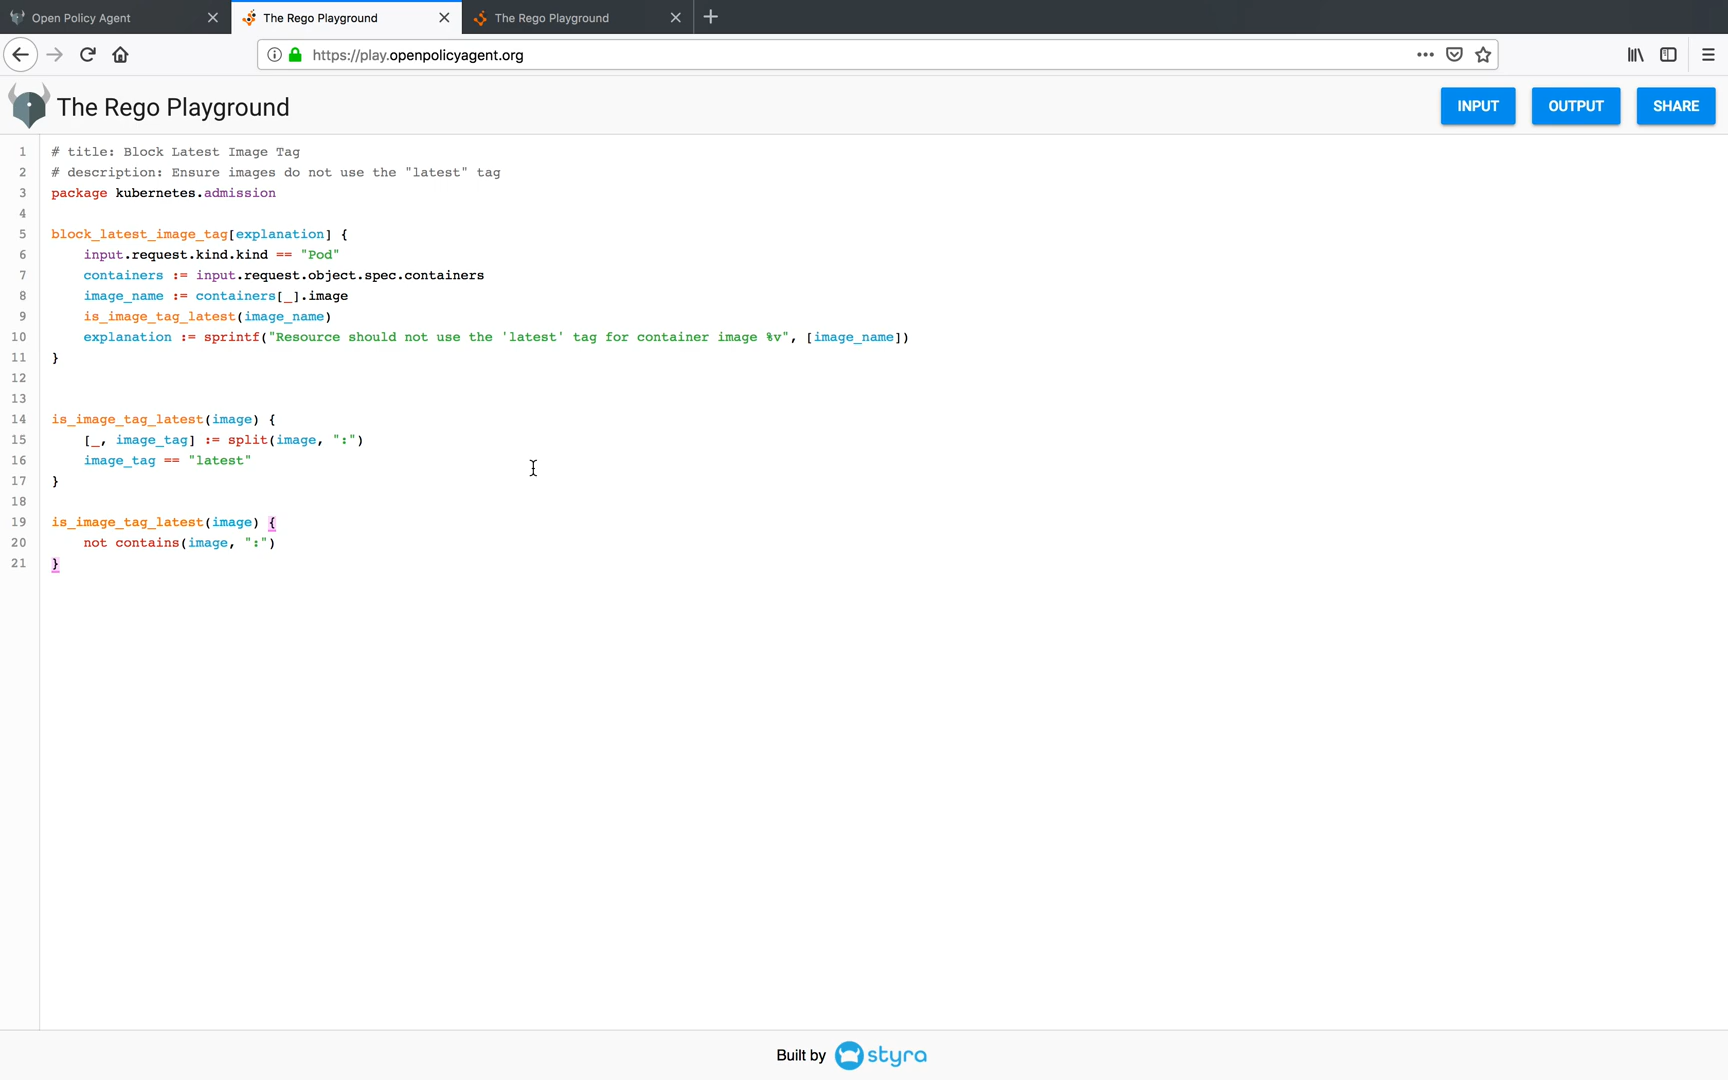 Open Policy Agent
The Rego Playground
The Rego Playground
https://play.openpolicyagent.org
The Rego Playground
INPUT
OUTPUT
SHARE
1 # title: Block Latest Image Tag
2 # description: Ensure images do not use the "latest" tag
3 package kubernetes.admission
4
5 block_latest_image_tag[explanation] {
6 input.request.kind.kind == "Pod"
7 containers := input.request.object.spec.containers
8 image_name := containers[_].image
9 is_image_tag_latest(image_name)
10 explanation := sprintf("Resource should not use the 'latest' tag for container image %v", [image_name])
11 }
12
13
14 is_image_tag_latest(image) {
15 [_, image_tag] := split(image, ":")
16 image_tag == "latest"
17 }
18
19 is_image_tag_latest(image) {
20 not contains(image, ":")
21 }
Built by styra